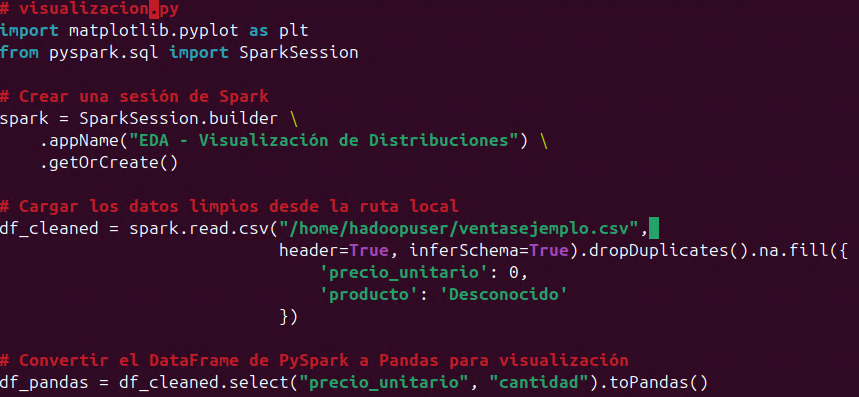 # visualizacion.py
import matplotlib.pyplot as plt
from pyspark.sql import SparkSession

# Crear una sesión de Spark
spark = SparkSession.builder \
    .appName("EDA - Visualización de Distribuciones") \
    .getOrCreate()

# Cargar los datos limpios desde la ruta local
df_cleaned = spark.read.csv("/home/hadoopuser/ventasejemplo.csv",
                            header=True, inferSchema=True).dropDuplicates().na.fill({
                                'precio_unitario': 0,
                                'producto': 'Desconocido'
                            })

# Convertir el DataFrame de PySpark a Pandas para visualización
df_pandas = df_cleaned.select("precio_unitario", "cantidad").toPandas()